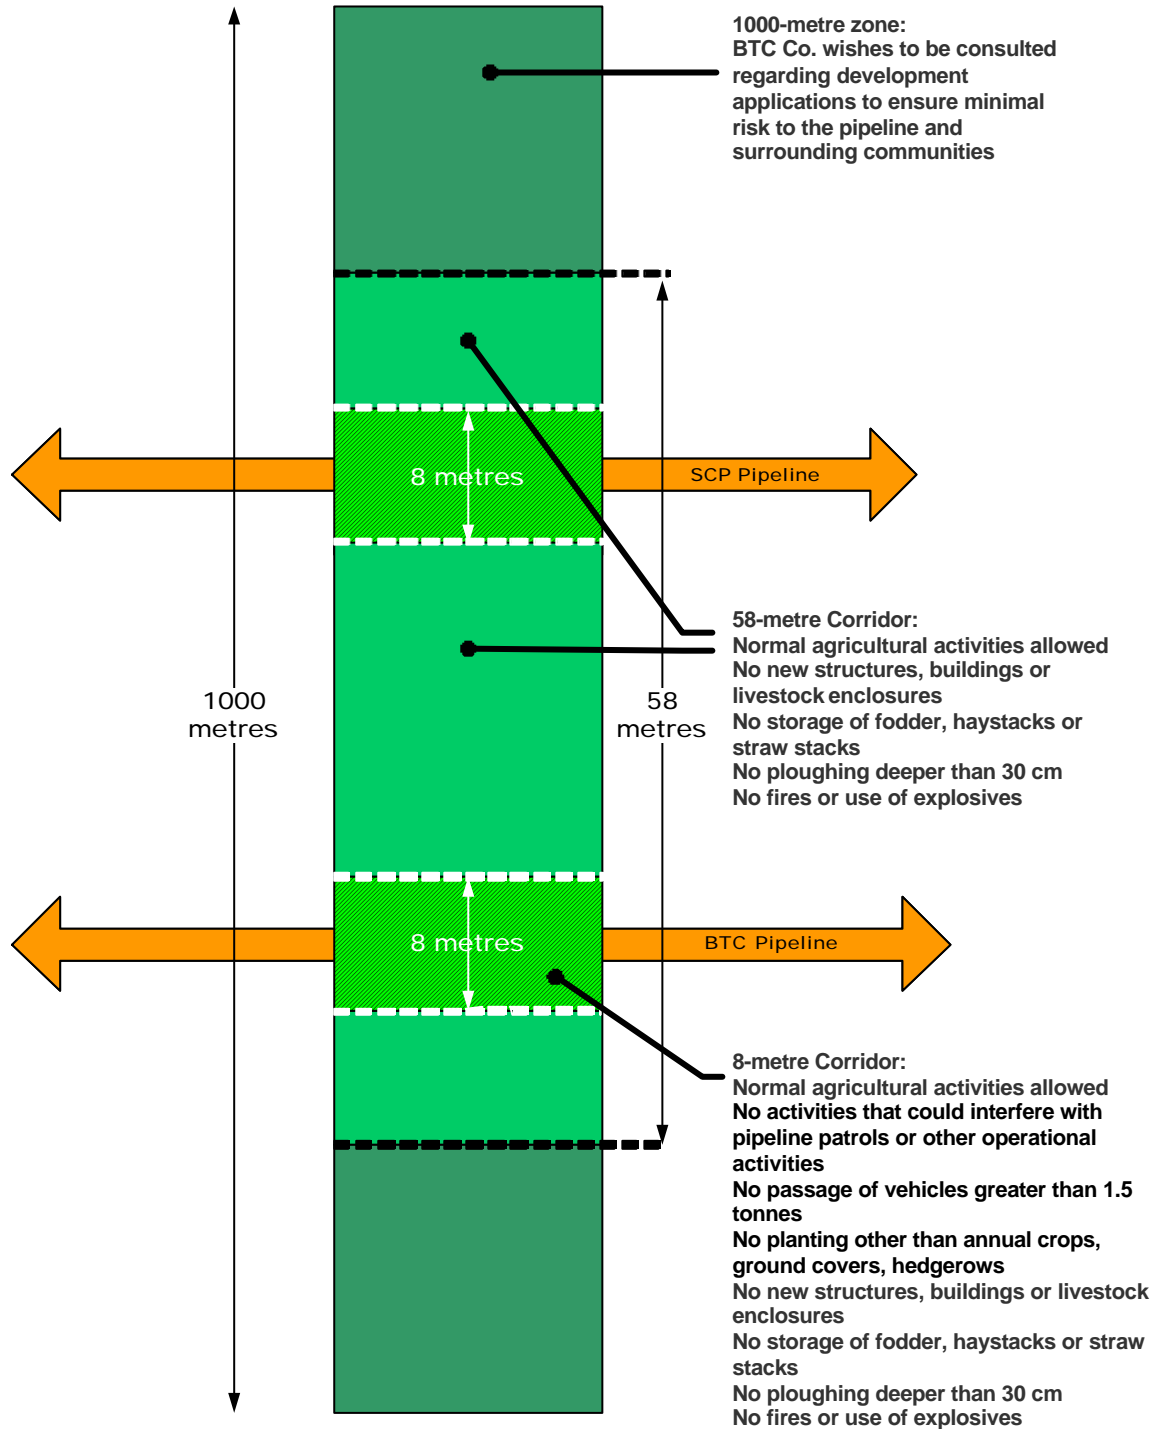 1000-metre zone:
BTC Co. wishes to be consulted
regarding development
applications to ensure minimal
risk to the pipeline and
surrounding communities
8 metres
SCP Pipeline
58-metre Corridor:
Normal agricultural activities allowed
No new structures, buildings or
livestock enclosures
No storage of fodder, haystacks or
straw stacks
No ploughing deeper than 30 cm
No fires or use of explosives
1000
metres
58
metres
8 metres
BTC Pipeline
8-metre Corridor:
Normal agricultural activities allowed
No activities that could interfere with
pipeline patrols or other operational
activities
No passage of vehicles greater than 1.5
tonnes
No planting other than annual crops,
ground covers, hedgerows
No new structures, buildings or livestock
enclosures
No storage of fodder, haystacks or straw
stacks
No ploughing deeper than 30 cm
No fires or use of explosives